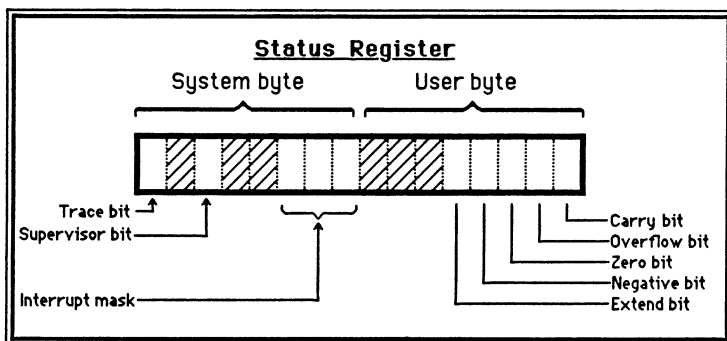 Status Register
System byte
User byte
Trace bit
Supervisor bit
Interrupt mask
Carry bit
Overflow bit
Zero bit
Negative bit
Extend bit